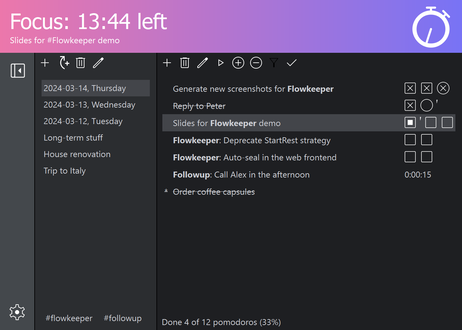 Focus: 13:44 left
Slides for #Flowkeeper demo
2024-03-14, Thursday
2024-03-13, Wednesday
2024-03-12, Tuesday
Long-term stuff
House renovation
Trip to Italy
#flowkeeper #followup
Generate new screenshots for Flowkeeper
Reply to Peter
Slides for Flowkeeper demo
Flowkeeper: Deprecate StartRest strategy
Flowkeeper: Auto-seal in the web frontend
Followup: Call Alex in the afternoon 0:00:15
Order coffee capsules
Done 4 of 12 pomodoros (33%)